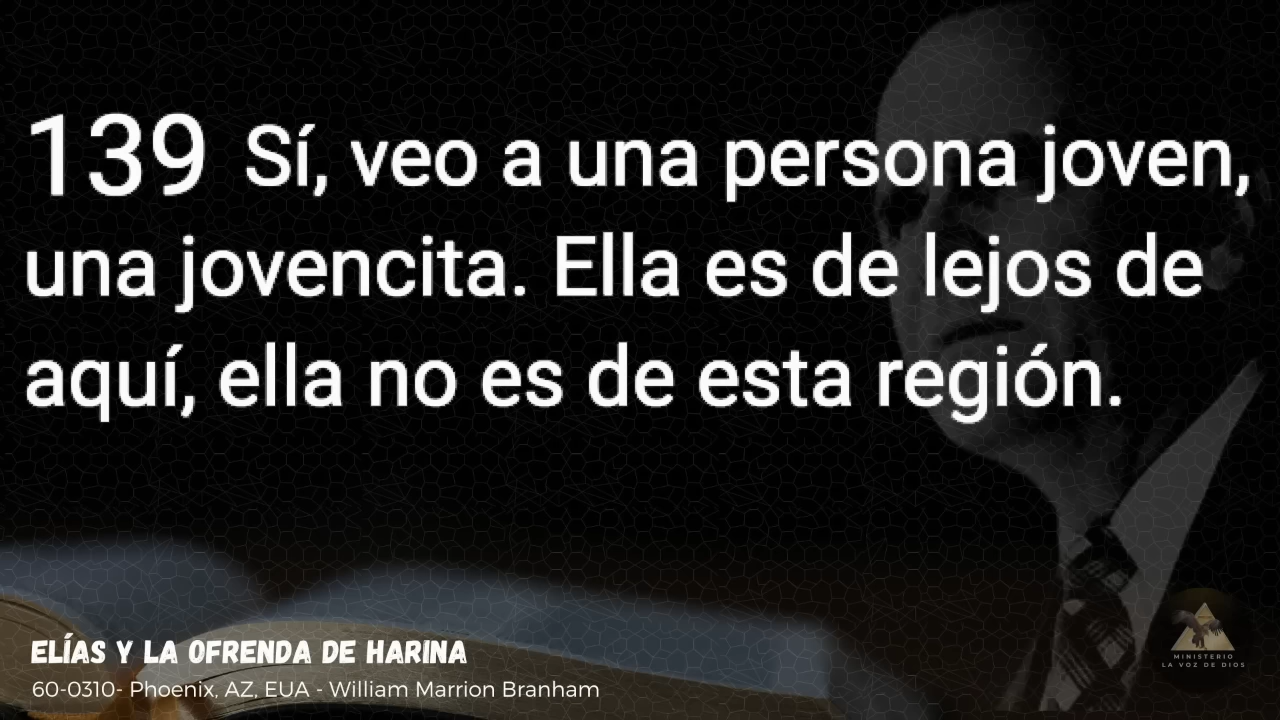 139 Sí, veo a una persona joven,
una jovencita. Ella es de lejos de
aquí, ella no es de esta región.
ELÍAS Y LA OFRENDA DE HARINA
60-0310- Phoenix, AZ, EUA - William Marrion Branham
MINISTERIO
LA VOZ DE DIOS